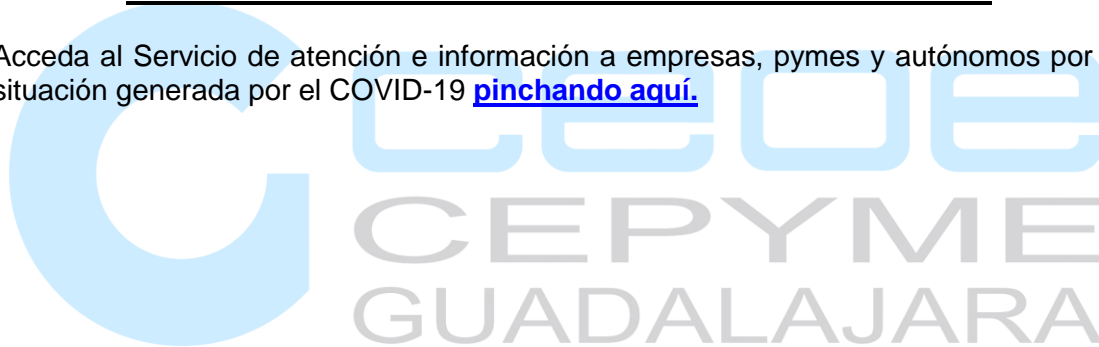 Acceda al Servicio de atención e información a empresas, pymes y autónomos por
situación generada por el COVID-19 pinchando aquí.
ceoe
CEPYME
GUADALAJARA